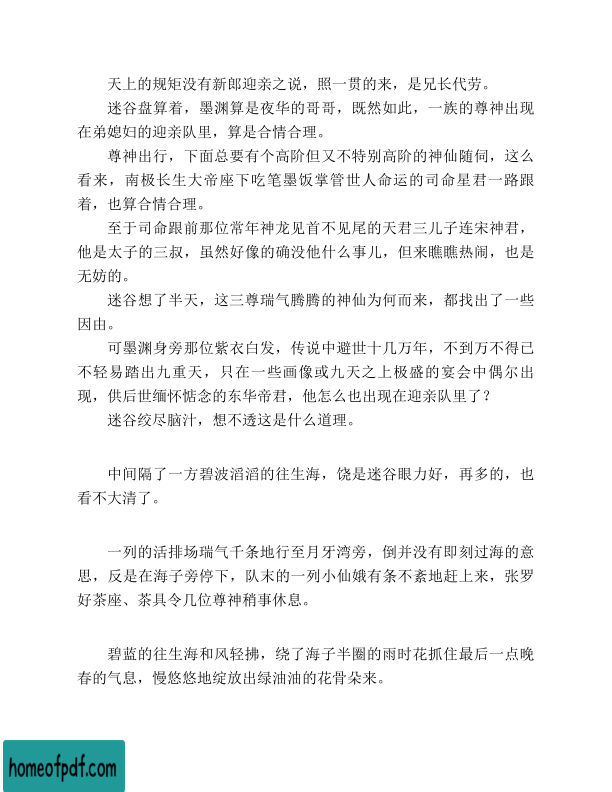 天上的规矩没有新郎迎亲之说，照一贯的来，是兄长代劳。
迷谷盘算着，墨渊算是夜华的哥哥，既然如此，一族的尊神出现
在弟媳妇的迎亲队里，算是合情合理。
尊神出行，下面总要有个高阶但又不特别高阶的神仙随伺，这么
看来，南极长生大帝座下吃笔墨饭掌管世人命运的司命星君一路跟
着，也算合情合理。
至于司命跟前那位常年神龙见首不见尾的天君三儿子连宋神君，
他是太子的三叔，虽然好像的确没他什么事儿，但来瞧瞧热闹，也是
无妨的。
迷谷想了半天，这三尊瑞气腾腾的神仙为何而来，都找出了一些
因由。
可墨渊身旁那位紫衣白发，传说中避世十几万年，不到万不得已
不轻易踏出九重天，只在一些画像或九天之上极盛的宴会中偶尔出
现，供后世缅怀惦念的东华帝君，他怎么也出现在迎亲队里了？
迷谷绞尽脑汁，想不透这是什么道理。
中间隔了一方碧波滔滔的往生海，饶是迷谷眼力好，再多的，也
看不大清了。
一列的活排场瑞气千条地行至月牙湾旁，倒并没有即刻过海的意
思，反是在海子旁停下，队末的一列小仙娥有条不紊地赶上来，张罗
好茶座、茶具令几位尊神稍事休息。
碧蓝的往生海和风轻拂，绕了海子半圈的雨时花抓住最后一点晚
春的气息，慢悠悠地绽放出绿油油的花骨朵来。
homeofpdf.com